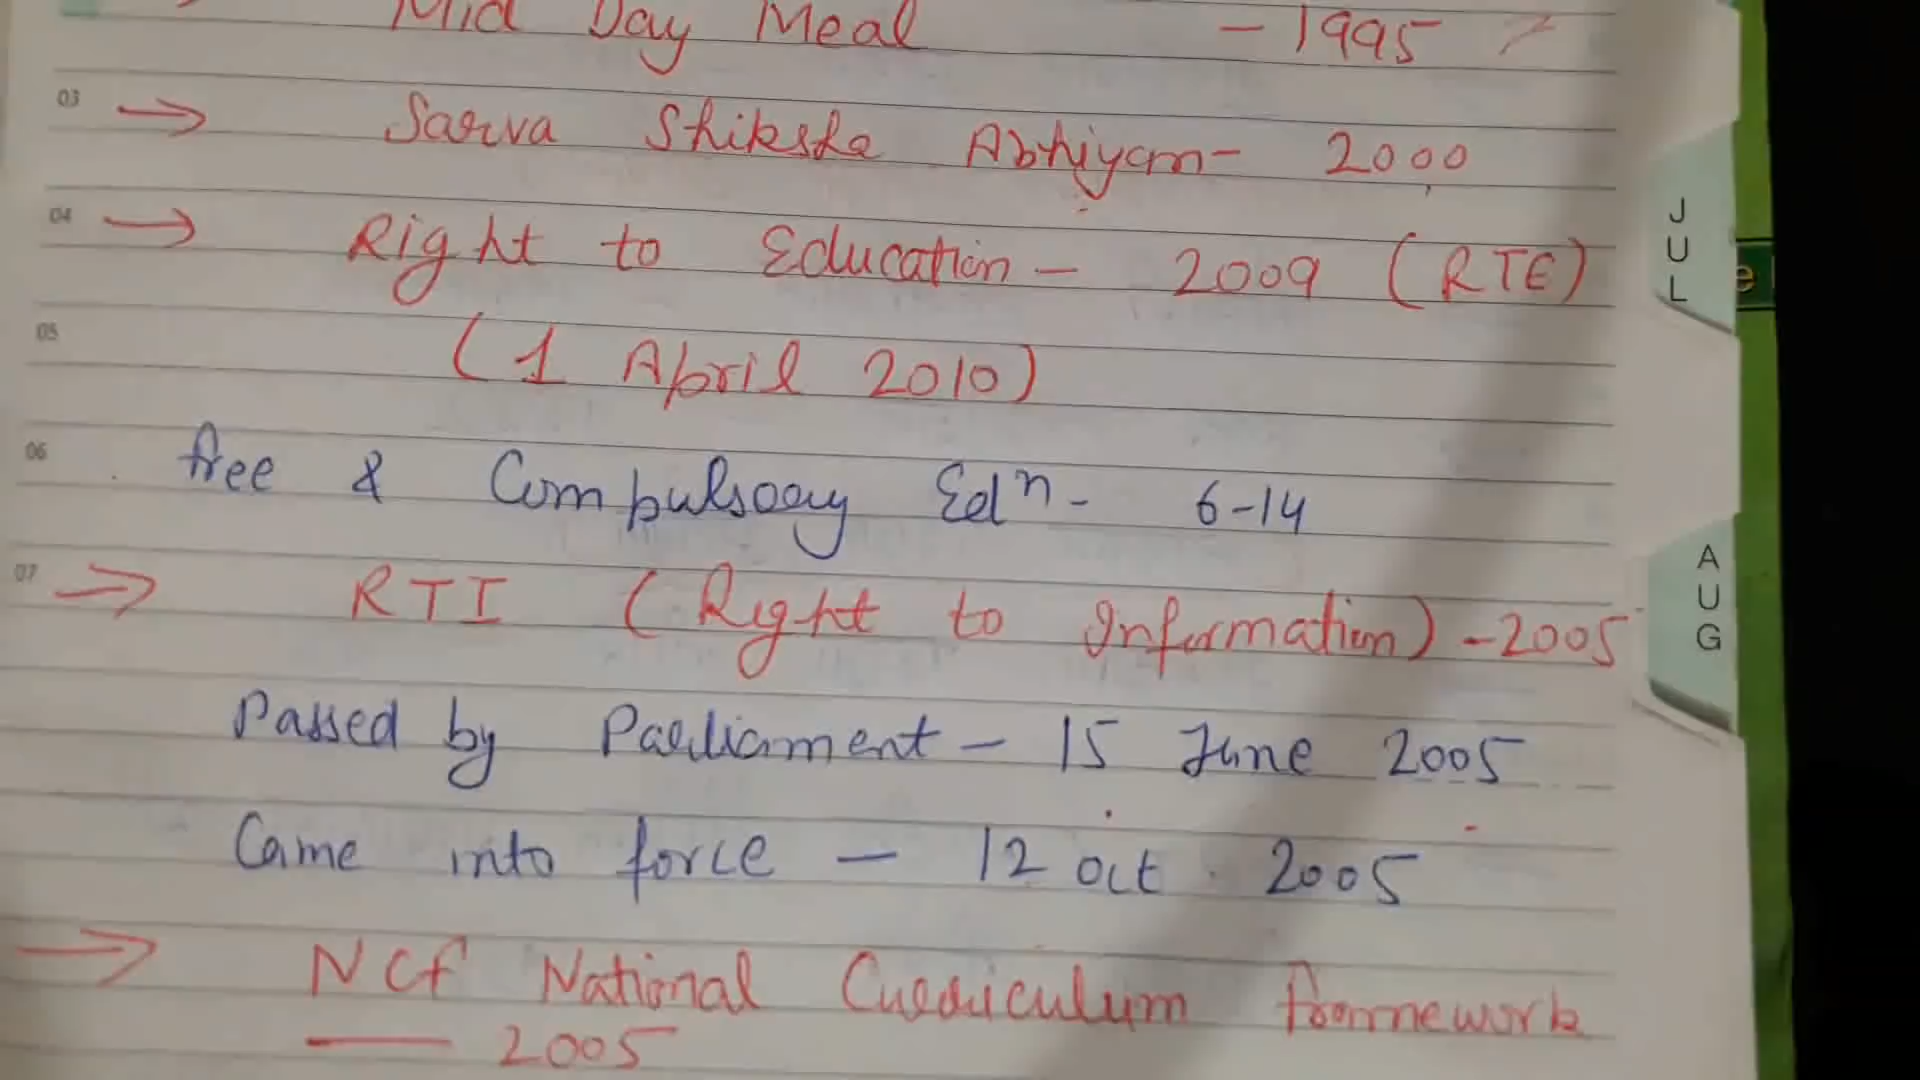 Mid Day Meal - 1995
03 → Sarva Shiksha Abhiyam - 2000
04 → Right to Education - 2009 (RTE)
05 (1 April 2010)
06 free & Compulsory Edⁿ - 6-14
07 → RTI (Right to Information) - 2005
Passed by Parliament - 15 June 2005
Came into force - 12 Oct 2005
→ NCf National Curriculum framework
— 2005
JUL
AUG